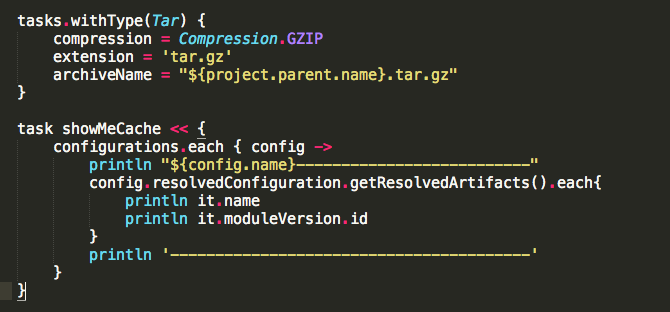 tasks.withType(Tar) {
    compression = Compression.GZIP
    extension = 'tar.gz'
    archiveName = "${project.parent.name}.tar.gz"
}

task showMeCache << {
    configurations.each { config ->
        println "${config.name}--------------------------"
        config.resolvedConfiguration.getResolvedArtifacts().each{
            println it.name
            println it.moduleVersion.id
        }
        println '----------------------------------------'
    }
}